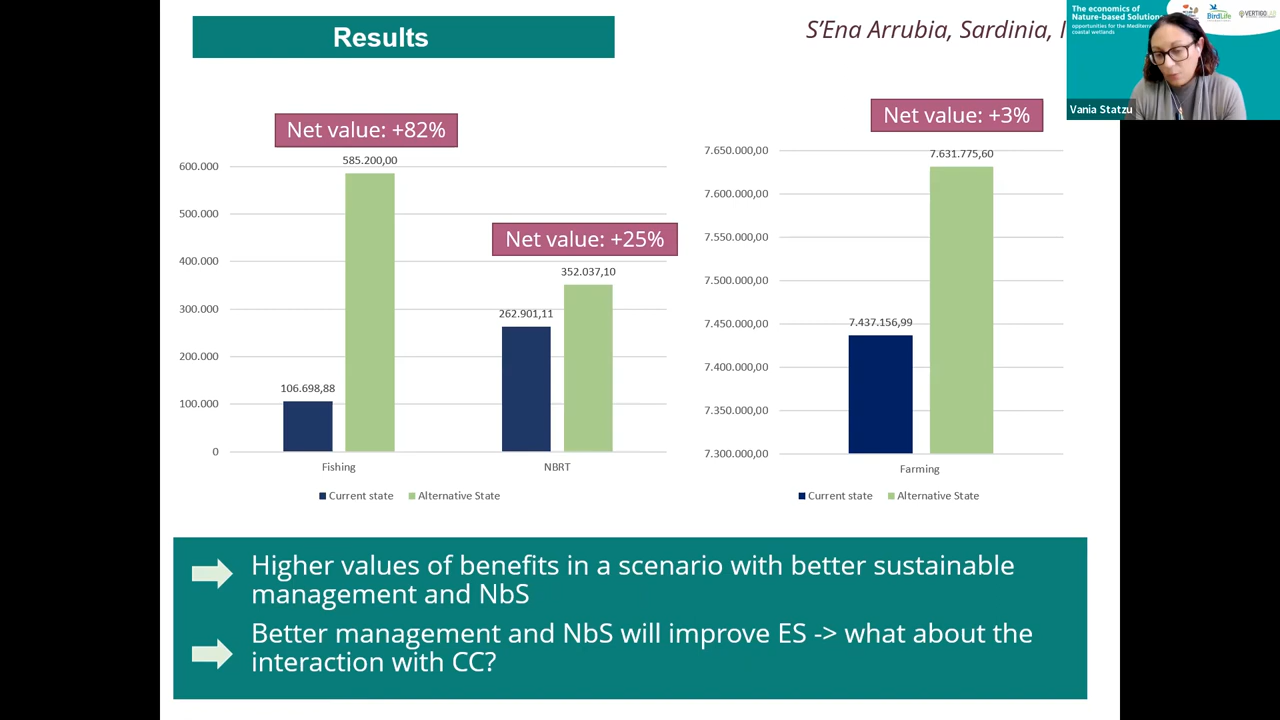 Results
S’Ena Arrubia, Sardinia,
The economics of
Nature-based Solutions
opportunities for the Mediterranean
coastal wetlands
BirdLife
VERTIGOLAB
Vania Statzu
Net value: +82%
Net value: +25%
600.000
500.000
400.000
300.000
200.000
100.000
0
585.200,00
106.698,88
352.037,10
262.901,11
Fishing
NBRT
Current state
Alternative State
Net value: +3%
7.650.000,00
7.600.000,00
7.550.000,00
7.500.000,00
7.450.000,00
7.400.000,00
7.350.000,00
7.300.000,00
7.631.775,60
7.437.156,99
Farming
Current state
Alternative State
Higher values of benefits in a scenario with better sustainable
management and NbS
Better management and NbS will improve ES -> what about the
interaction with CC?